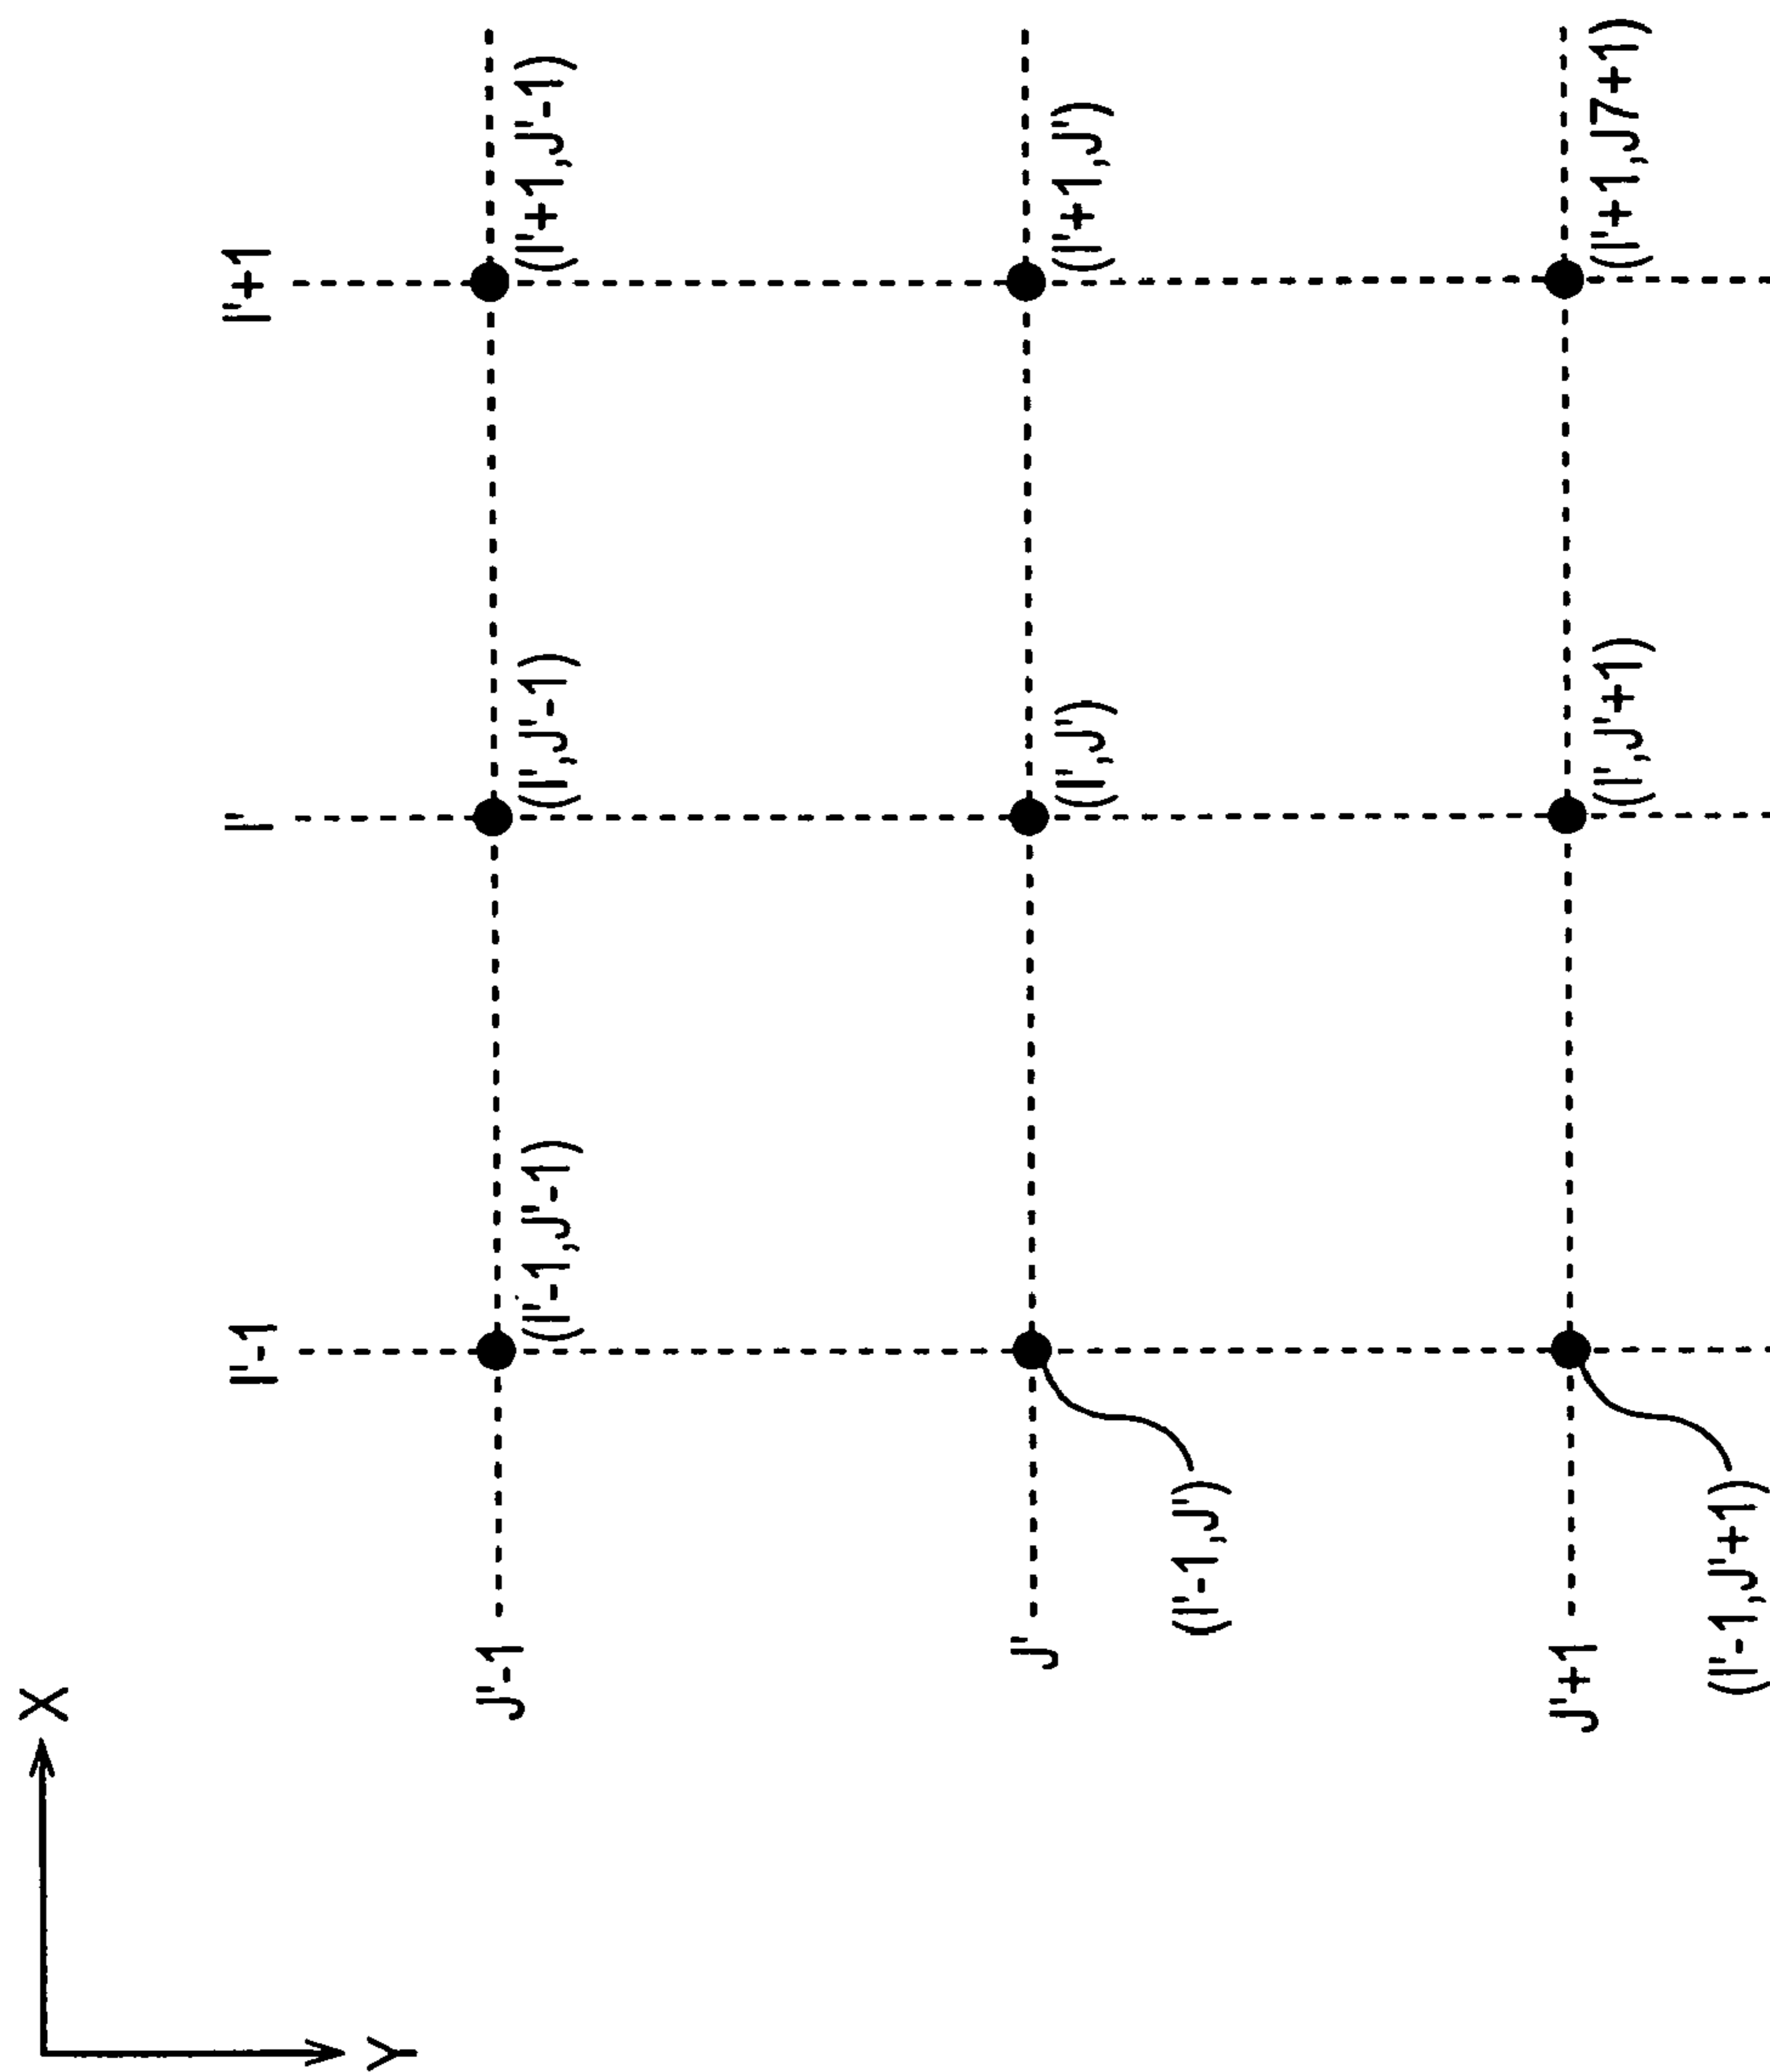 X
I'-1
I'
I'+1
Y
J'-1
(I'-1,J'-1)
(I',J'-1)
(I'+1,J'-1)
J'
(I',J')
(I'+1,J')
(I'-1,J')
J'+1
(I',J'+1)
(I'+1,J7+1)
(I'-1,J'+1)